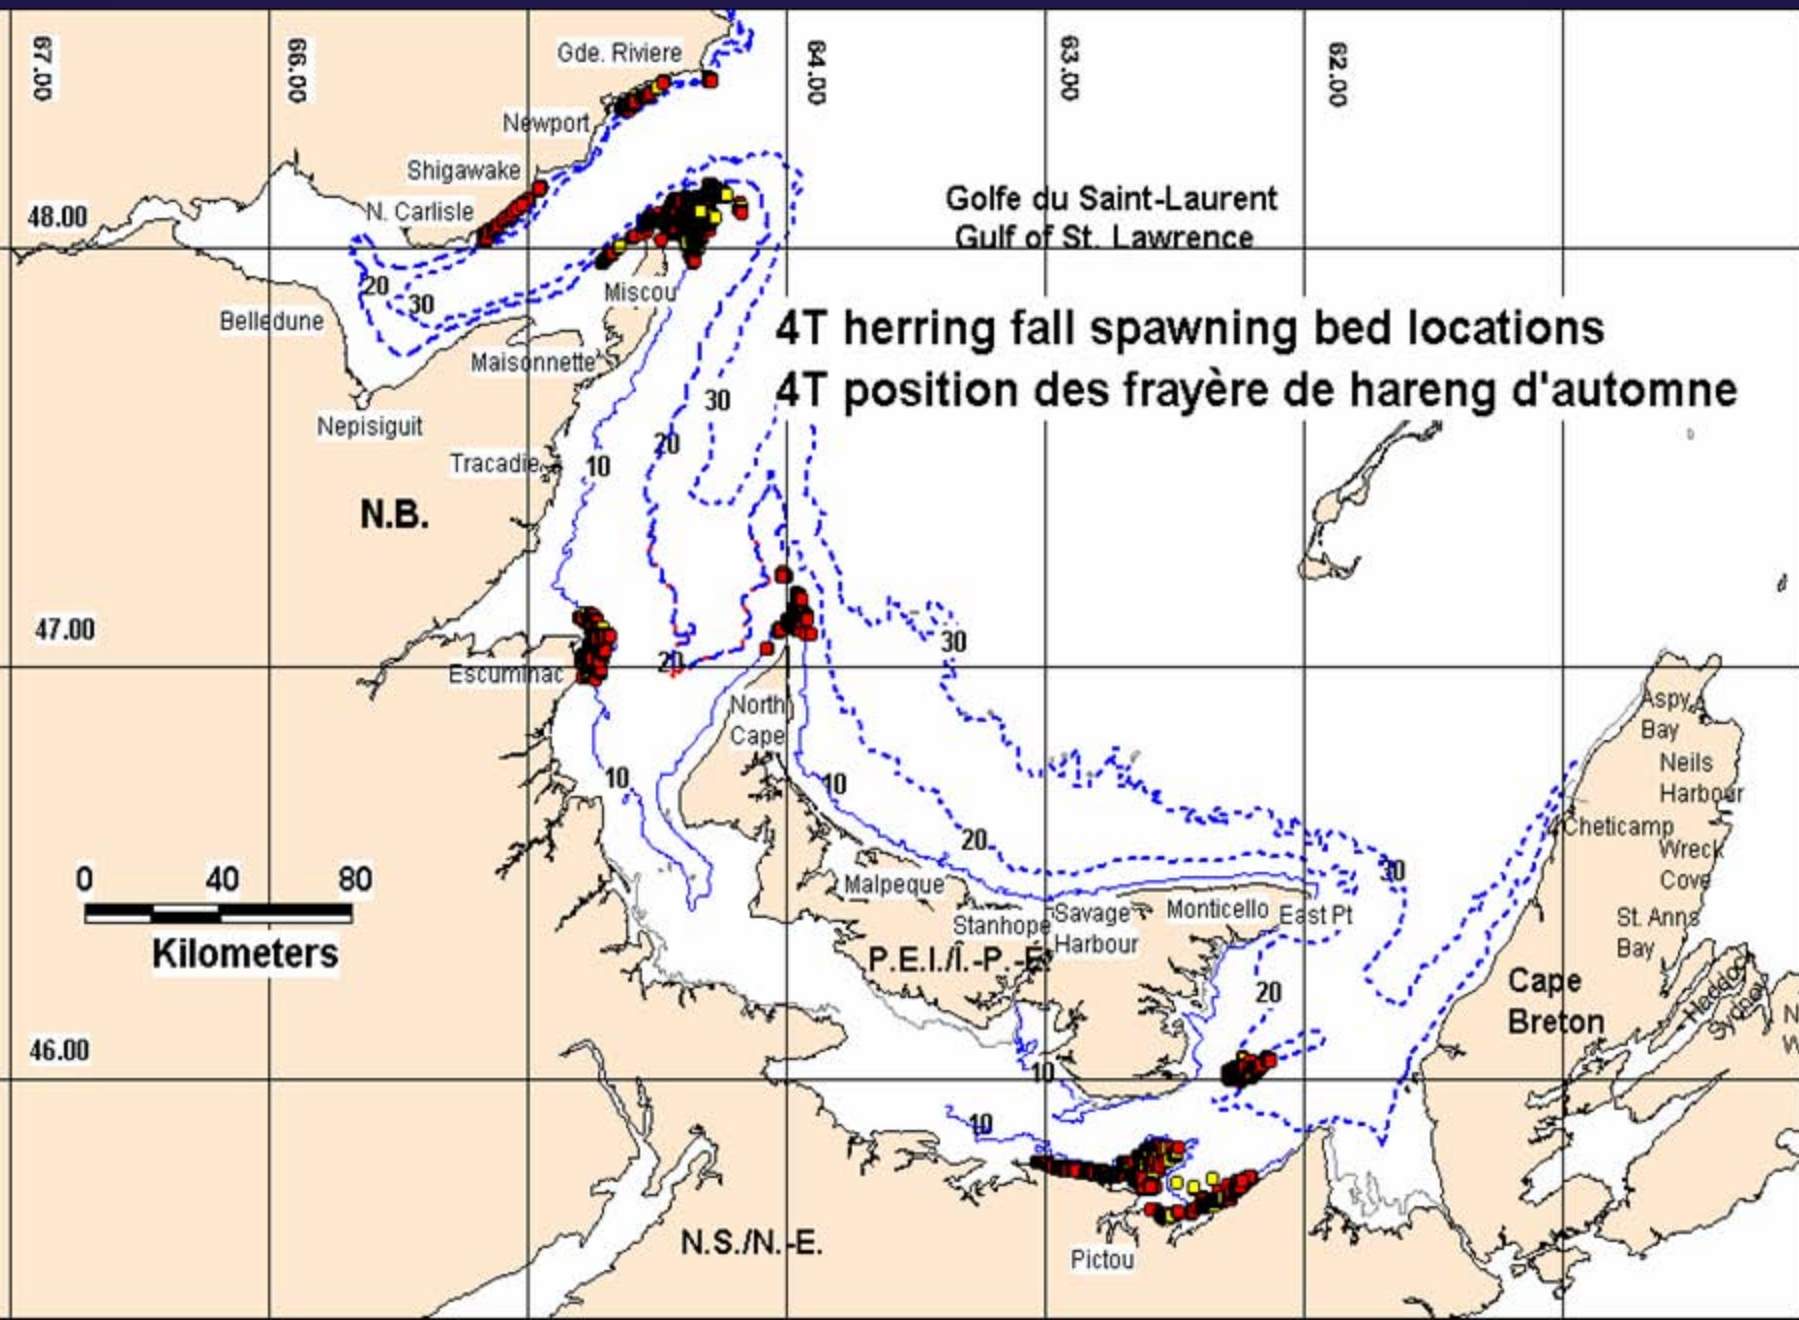 67.00
66.00
64.00
63.00
62.00
Gde. Riviere
Newport
Shigawake
N. Carlisle
48.00
Golfe du Saint-Laurent
Gulf of St. Lawrence
20
30
Miscou
Belledune
4T herring fall spawning bed locations
Maisonnette
4T position des frayère de hareng d'automne
30
Nepisiguit
20
Tracadie
10
N.B.
47.00
30
20
Escuminac
North
Cape
Aspy
Bay
Neils
Harbour
10
10
Cheticamp
20
Wreck
Cove
30
0 40 80
Kilometers
Malpeque
Stanhope
Savage
Harbour
Monticello
East Pt
St. Anns
Bay
P.E.I./Î.-P.-É.
20
Cape
Breton
Haddock
Sydney
N
W
46.00
10
10
N.S./N.-E.
Pictou